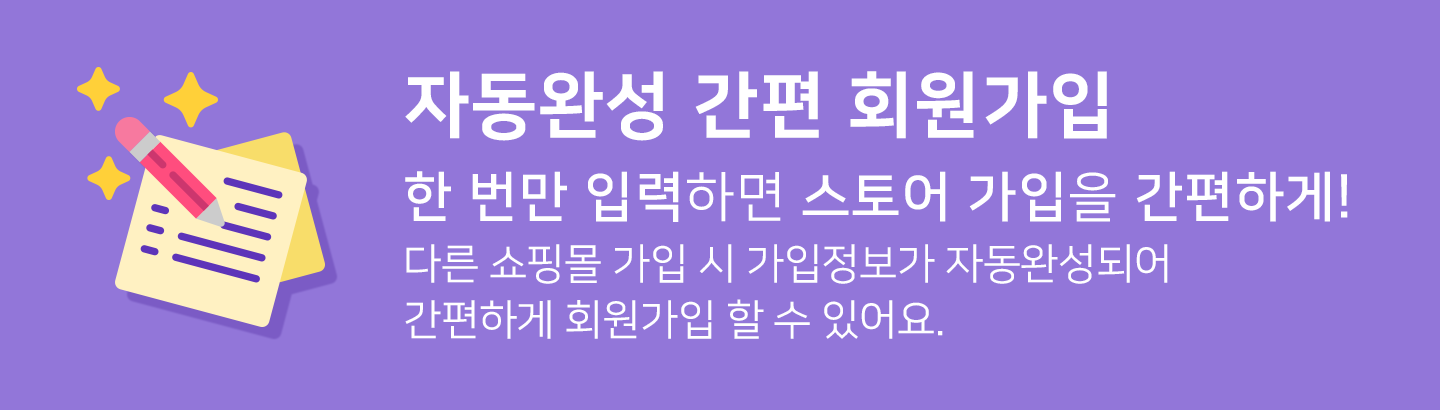 자동완성 간편 회원가입
한 번만 입력하면 스토어 가입을 간편하게!
다른 쇼핑몰 가입 시 가입정보가 자동완성되어
간편하게 회원가입 할 수 있어요.